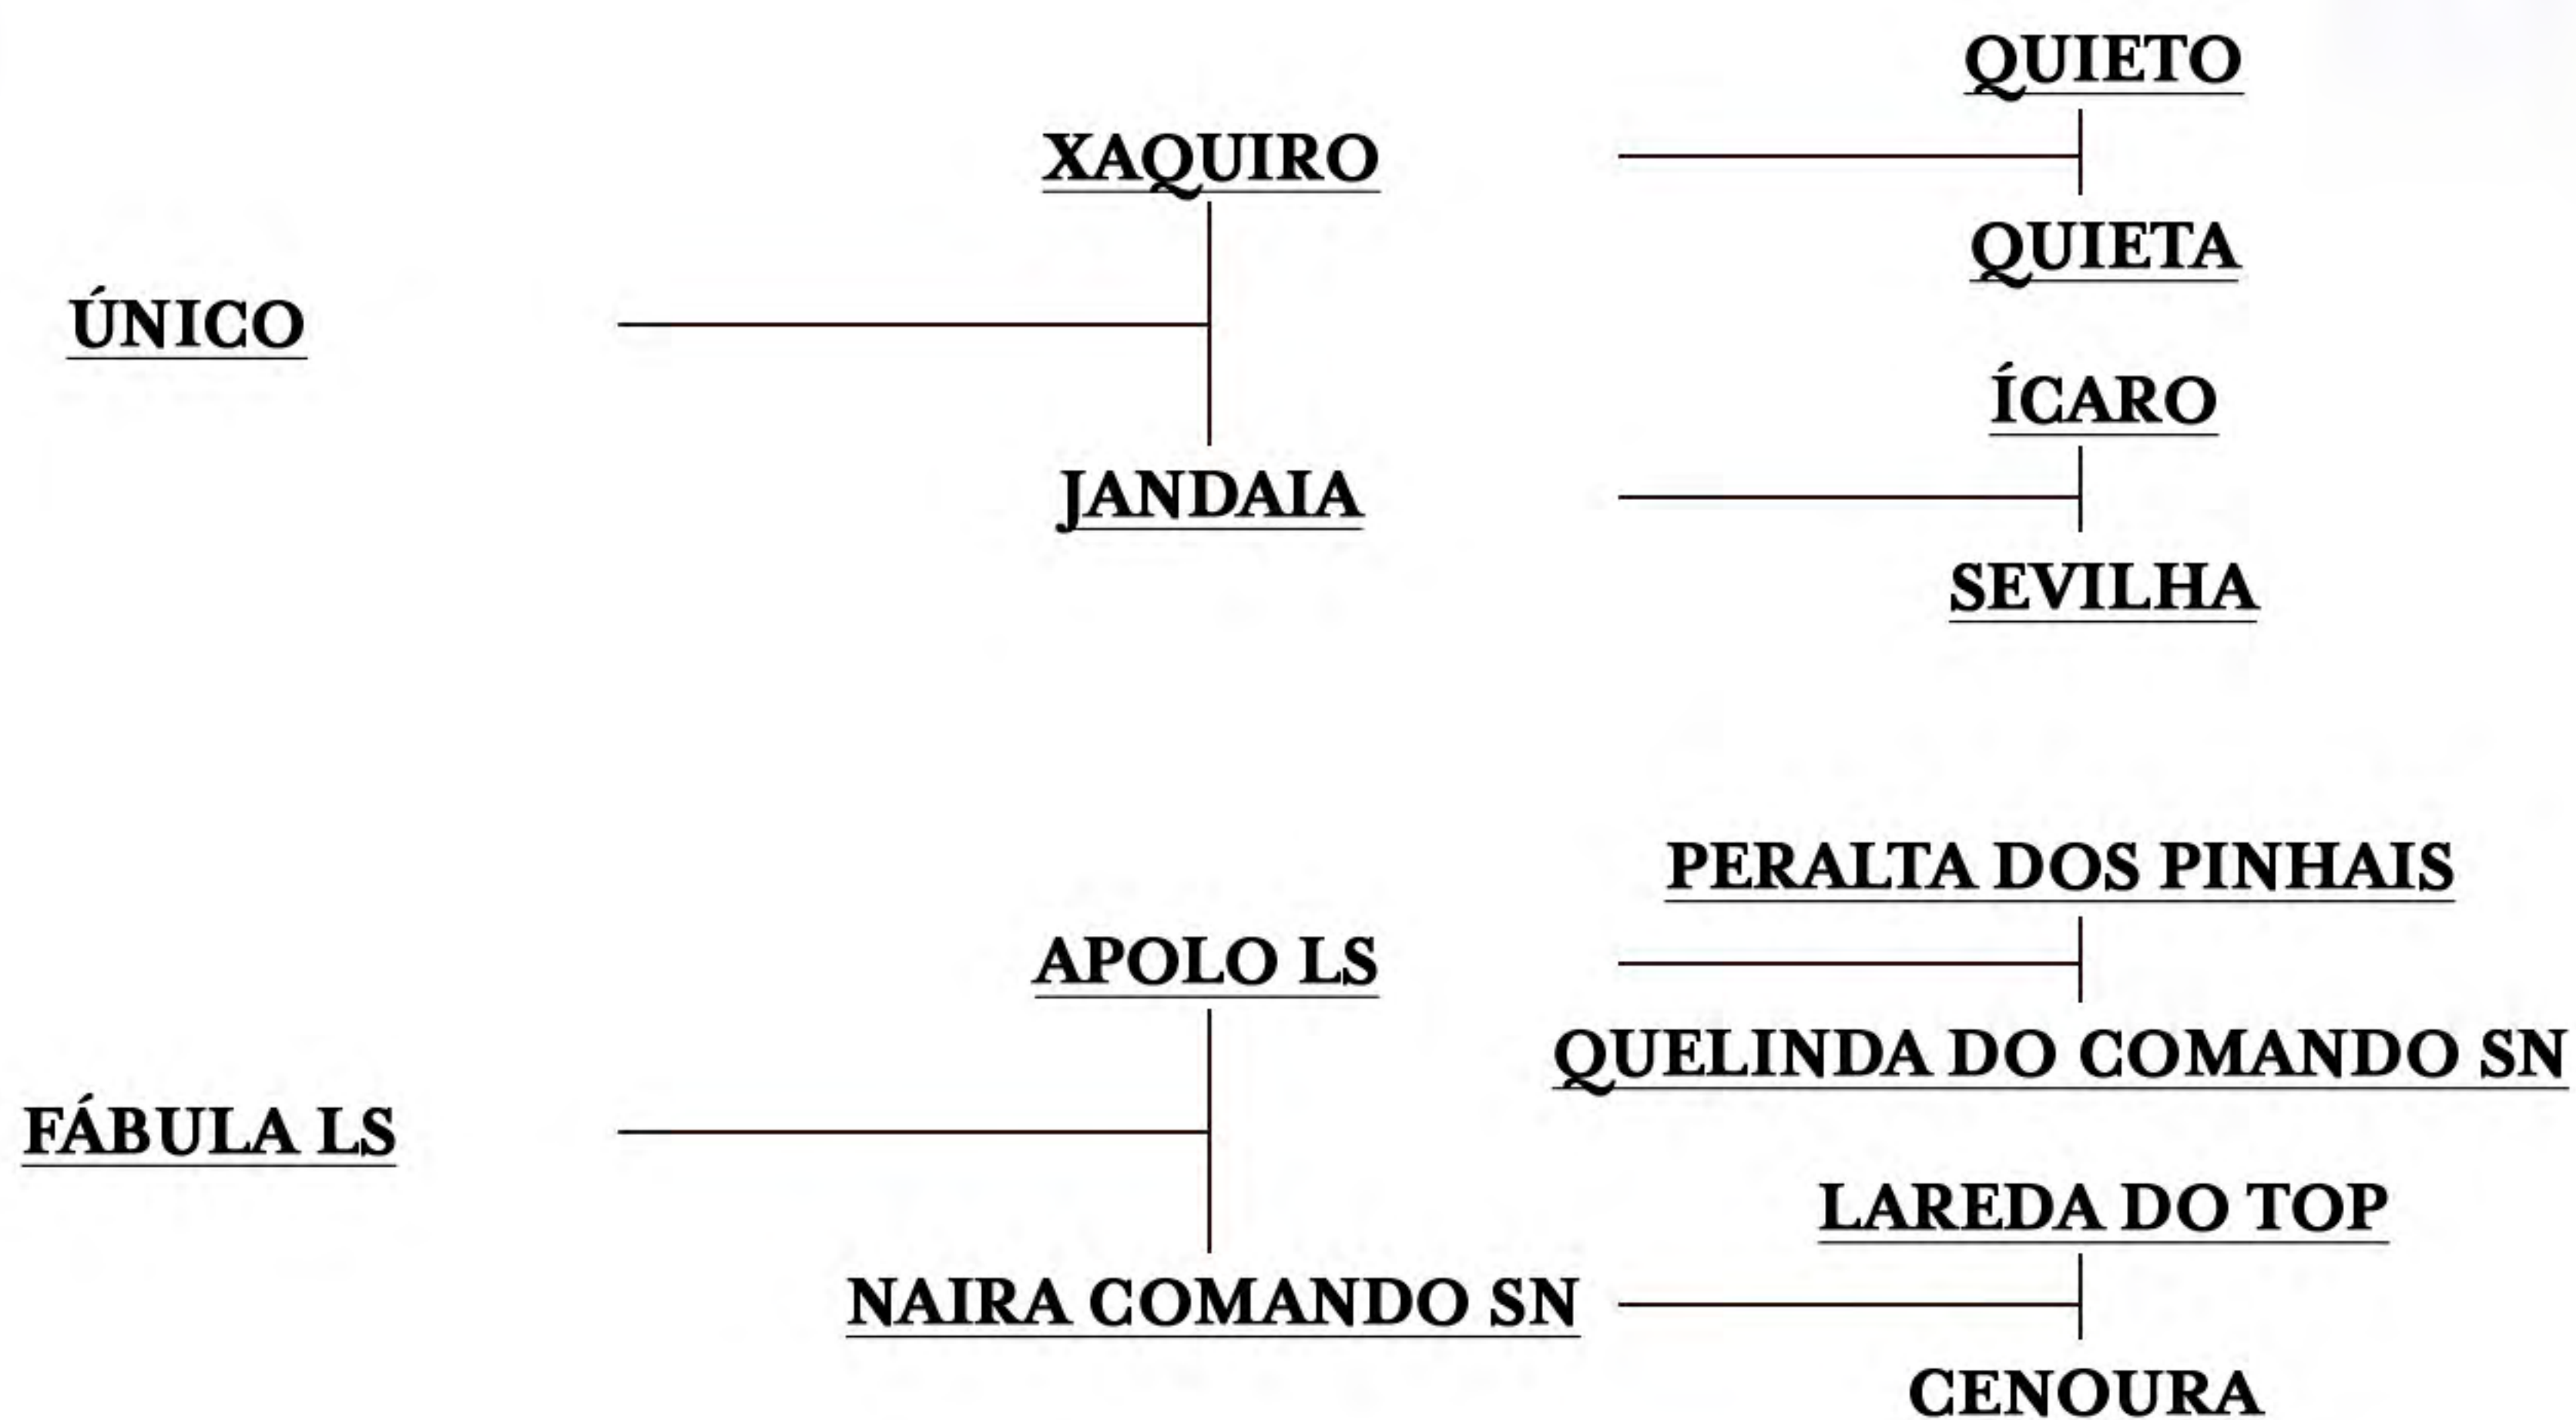 QUIETO
XAQUIRO
QUIETA
ÚNICO
ÍCARO
JANDAIA
SEVILHA
PERALTA DOS PINHAIS
APOLO LS
QUELINDA DO COMANDO SN
FÁBULA LS
LAREDA DO TOP
NAIRA COMANDO SN
CENOURA